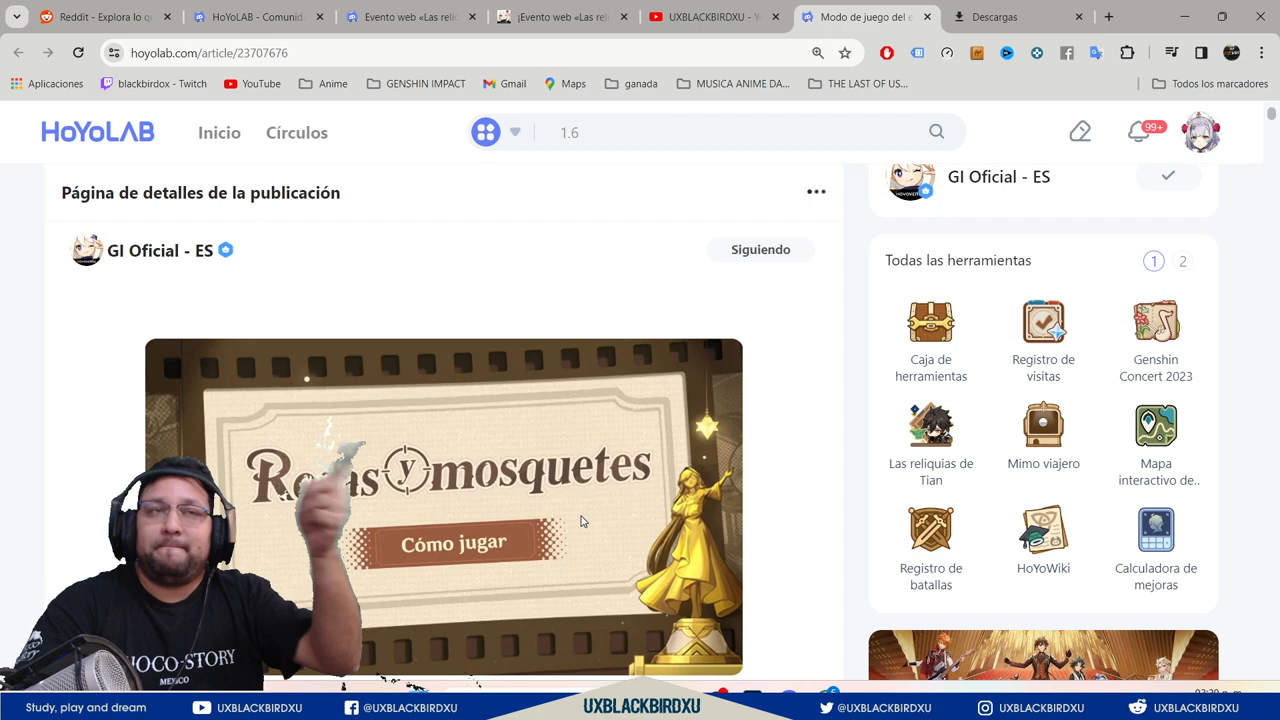 Reddit - Explora lo q
HoYoLAB - Comunid
Evento web «Las relic
¡Evento web «Las reli
UXBLACKBIRDXU - Y
Modo de juego del e
Descargas
hoyolab.com/article/23707676
Aplicaciones
blackbirdox - Twitch
YouTube
Anime
GENSHIN IMPACT
Gmail
Maps
ganada
MUSICA ANIME DA...
THE LAST OF US...
Todos los marcadores
HoYoLAB
Inicio
Círculos
1.6
99+
Página de detalles de la publicación
GI Oficial - ES
GI Oficial - ES
Siguiendo
Todas las herramientas
1
2
Caja de
herramientas
Registro de
visitas
Genshin
Concert 2023
Las reliquias de
Tian
Mimo viajero
Mapa
interactivo de..
Registro de
batallas
HoYoWiki
Calculadora de
mejoras
y mosquetes
Cómo jugar
HOCO-STORY
MEXICO
Study, play and dream
UXBLACKBIRDXU
@UXBLACKBIRDXU
UXBLACKBIRDXU
@UXBLACKBIRDXU
UXBLACKBIRDXU
UXBLACKBIRDXU